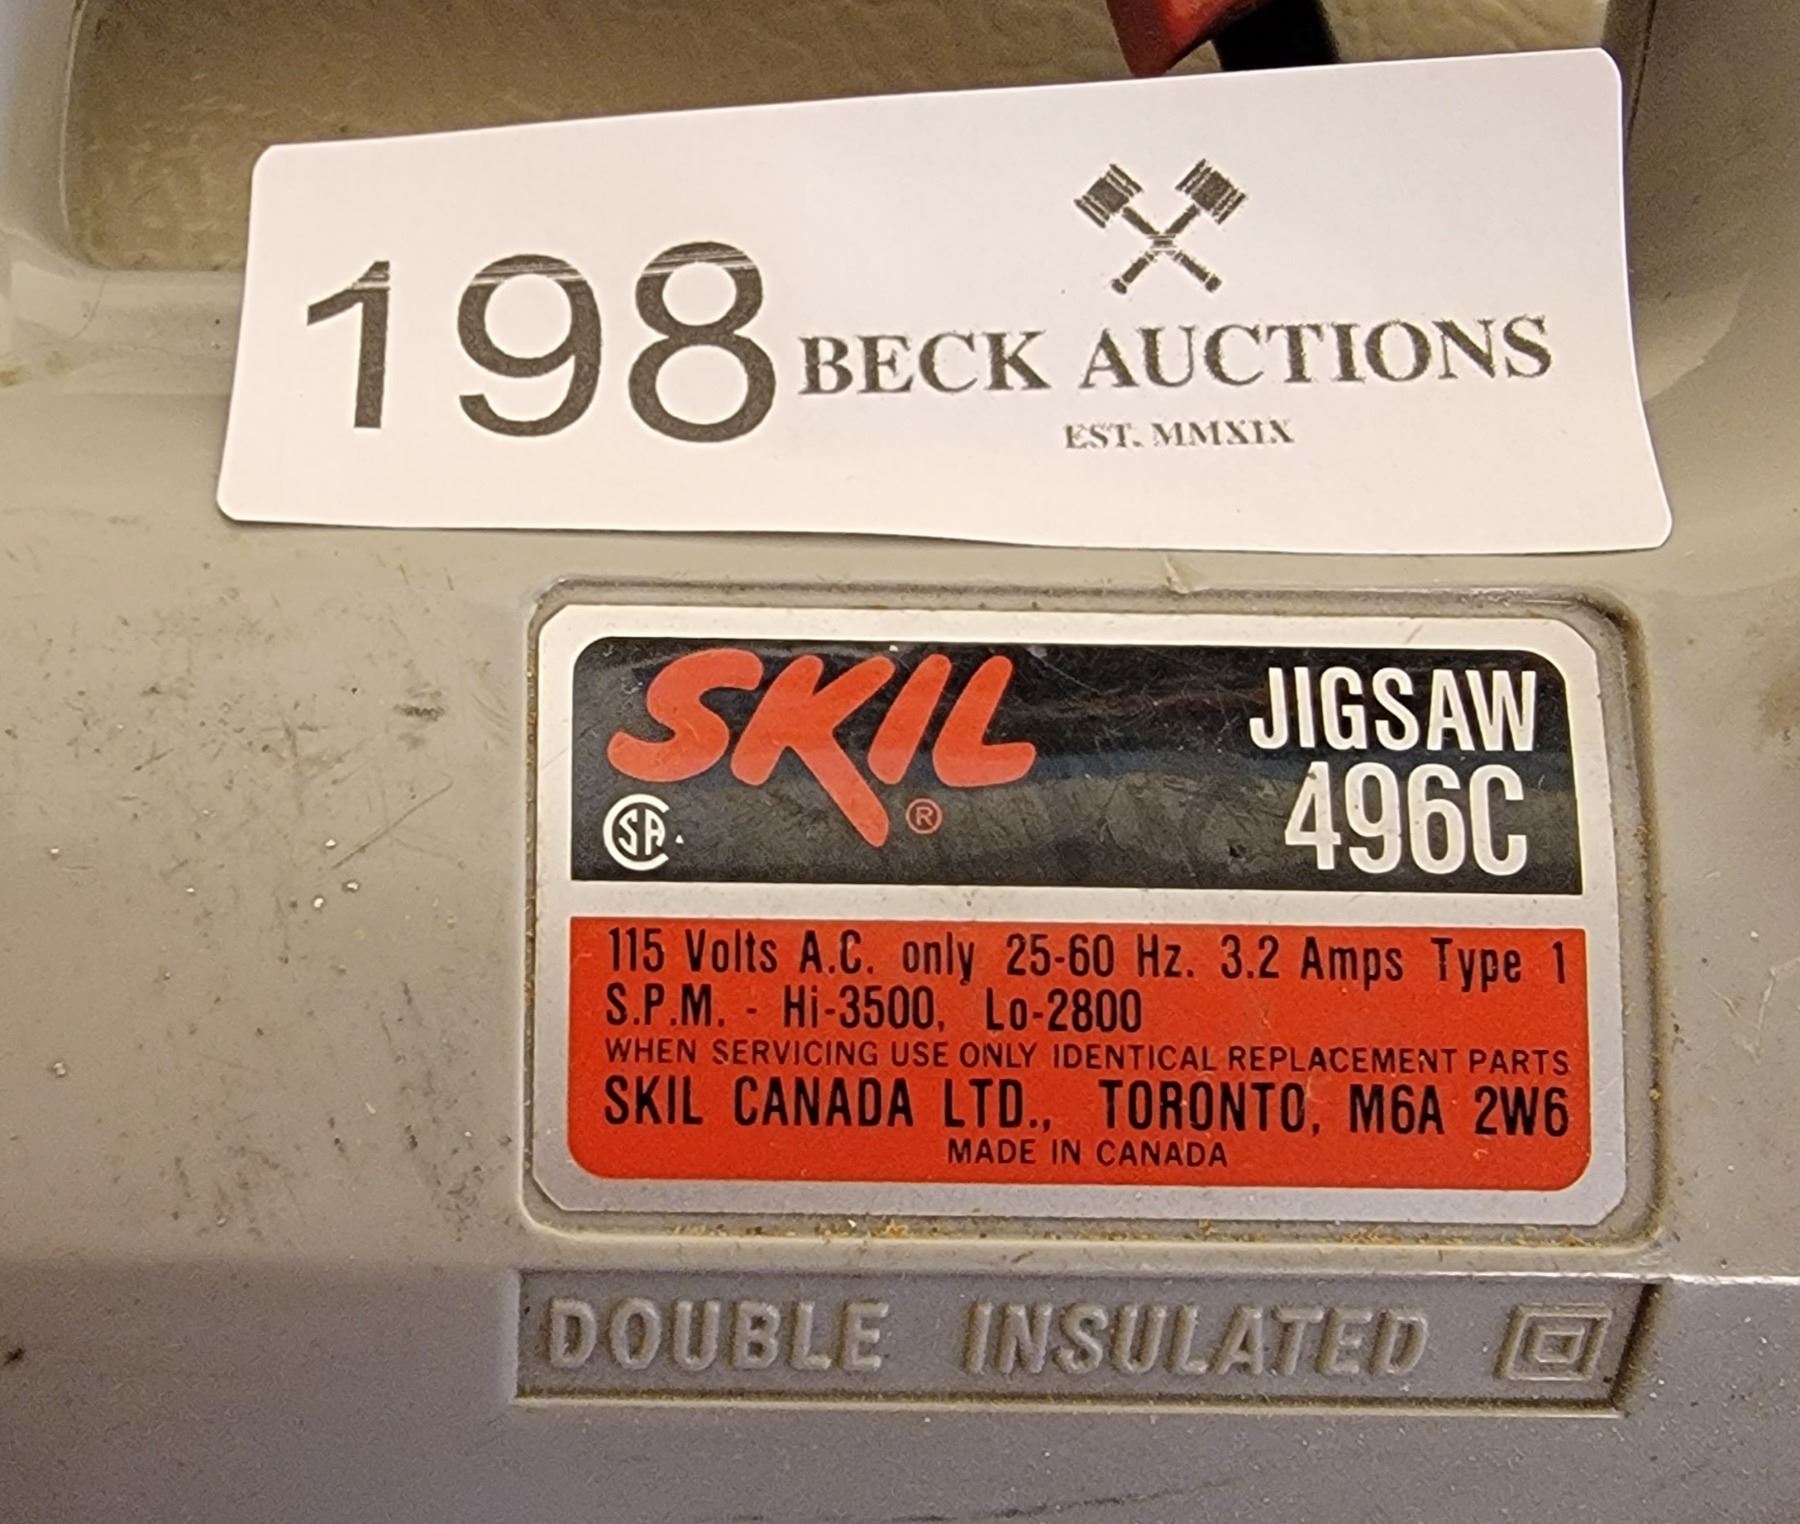 198 BECK AUCTIONS
EST. MMXIX
SKIL®
JIGSAW
496C
CSA
115 Volts A.C. only 25-60 Hz. 3.2 Amps Type 1
S.P.M. - Hi-3500, Lo-2800
WHEN SERVICING USE ONLY IDENTICAL REPLACEMENT PARTS
SKIL CANADA LTD., TORONTO, M6A 2W6
MADE IN CANADA
DOUBLE INSULATED